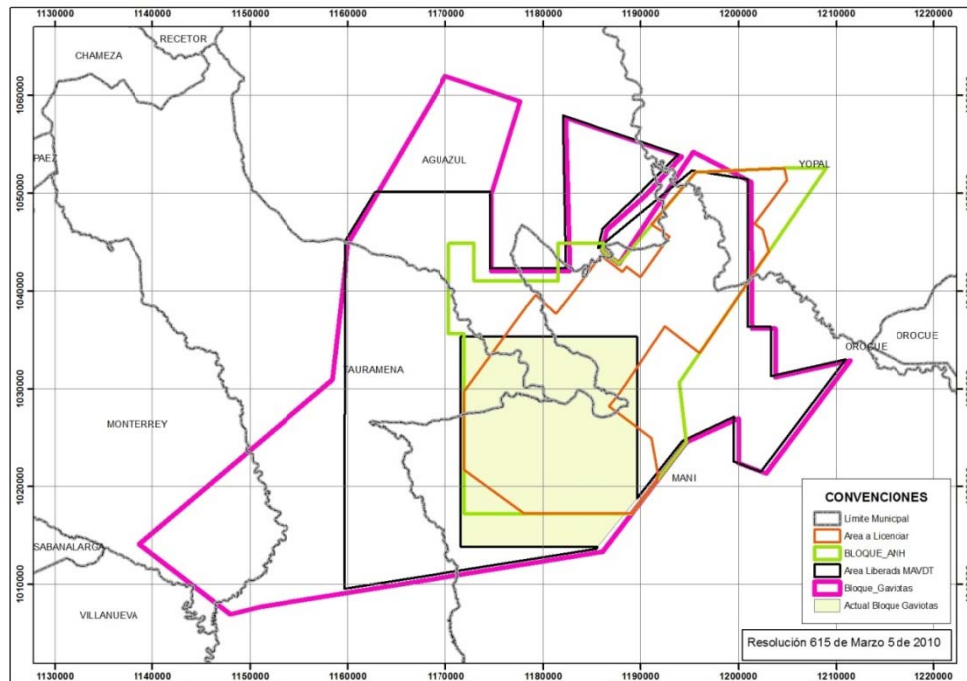 1130000 1140000 1150000 1160000 1170000 1180000 1190000 1200000 1210000 1220000
RECETOR
CHAMEZA
1060000
PAEZ
AGUAZUL
YOPAL
1050000
1040000
OROCUE
OROCUE
TAURAMENA
1030000
MONTERREY
1020000
MANI
SABANALARGA
1010000
VILLANUEVA
CONVENCIONES
Límite Municipal
Area a Licenciar
BLOQUE_ANH
Area Liberada MAVDT
Bloque_Gaviotas
Actual Bloque Gaviotas
Resolución 615 de Marzo 5 de 2010
1130000 1140000 1150000 1160000 1170000 1180000 1190000 1200000 1210000 1220000